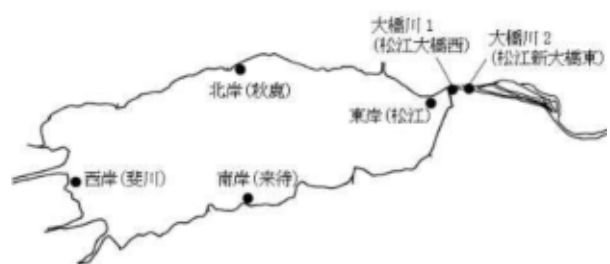 大橋川1
(松江大橋西)
大橋川2
(松江新大橋東)
北岸(秋鹿)
東岸(松江)
西岸(斐川)
南岸(来待)